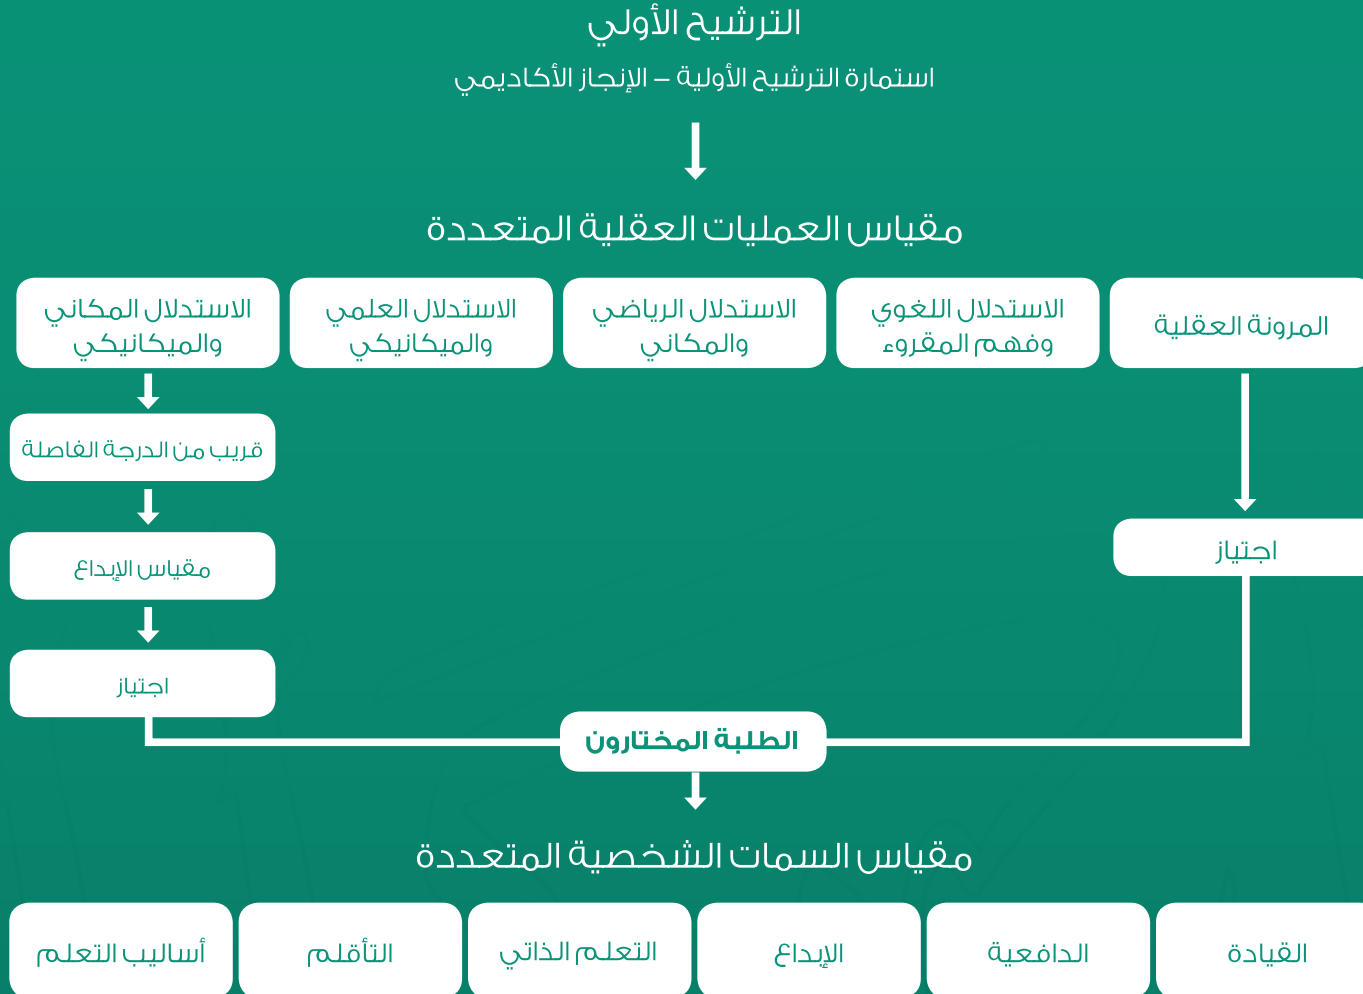 الترشيح الأولي
استمارة الترشيح الأولية – الإنجاز الأكاديمي
مقياس العمليات العقلية المتعددة
المرونة العقلية
الاستدلال اللغوي
وفهم المقروء
الاستدلال الرياضي
والمكاني
الاستدلال العلمي
والميكانيكي
الاستدلال المكاني
والميكانيكي
قريب من الدرجة الفاصلة
مقياس الإبداع
اجتياز
اجتياز
الطلبة المختارون
مقياس السمات الشخصية المتعددة
القيادة
الدافعية
الإبداع
التعلم الذاتي
التأقلم
أساليب التعلم